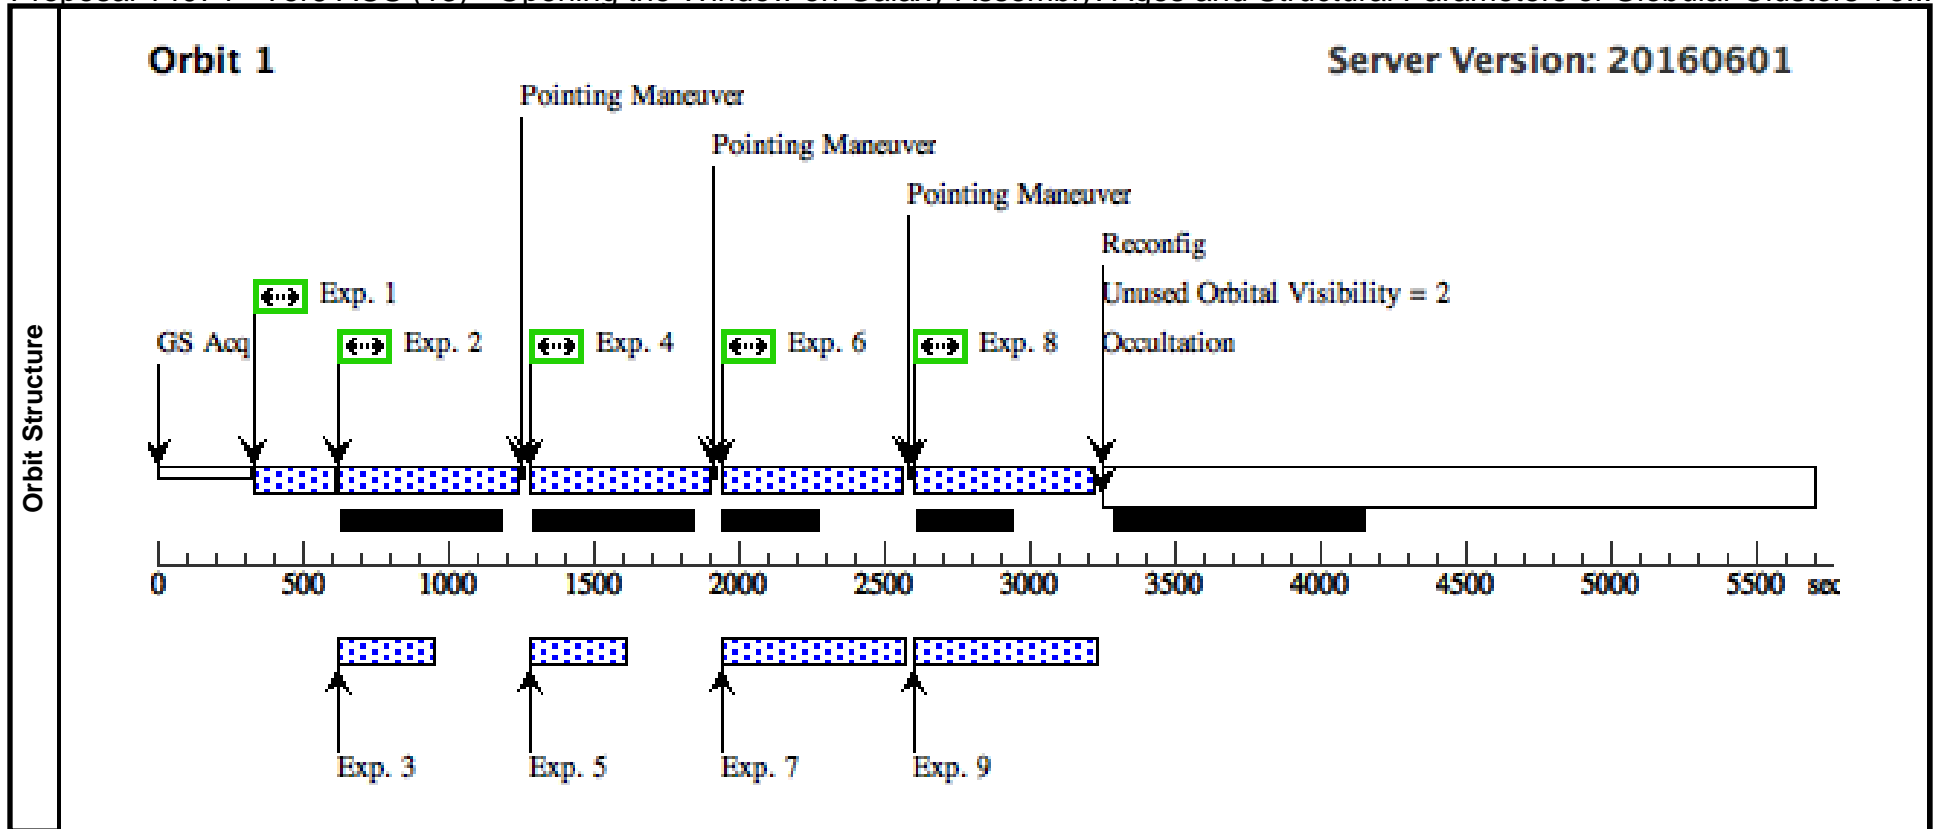 Orbit 1
Server Version: 20160601
Pointing Maneuver
Pointing Maneuver
Pointing Maneuver
Reconfig
Exp. 1
Unused Orbital Visibility = 2
GS Acq
Exp. 2
Exp. 4
Exp. 6
Exp. 8
Occultation
Orbit Structure
0 500 1000 1500 2000 2500 3000 3500 4000 4500 5000 5500 sec
Exp. 3
Exp. 5
Exp. 7
Exp. 9